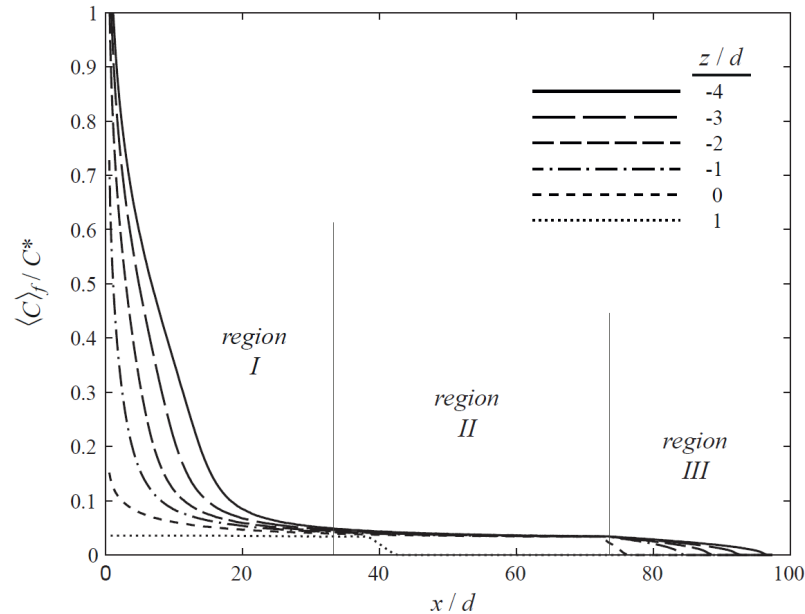 1
0.9
0.8
0.7
0.6
0.5
0.4
0.3
0.2
0.1
0
⟨C⟩f / C*
z / d
-4
-3
-2
-1
0
1
region
I
region
II
region
III
0 20 40 60 80 100
x / d